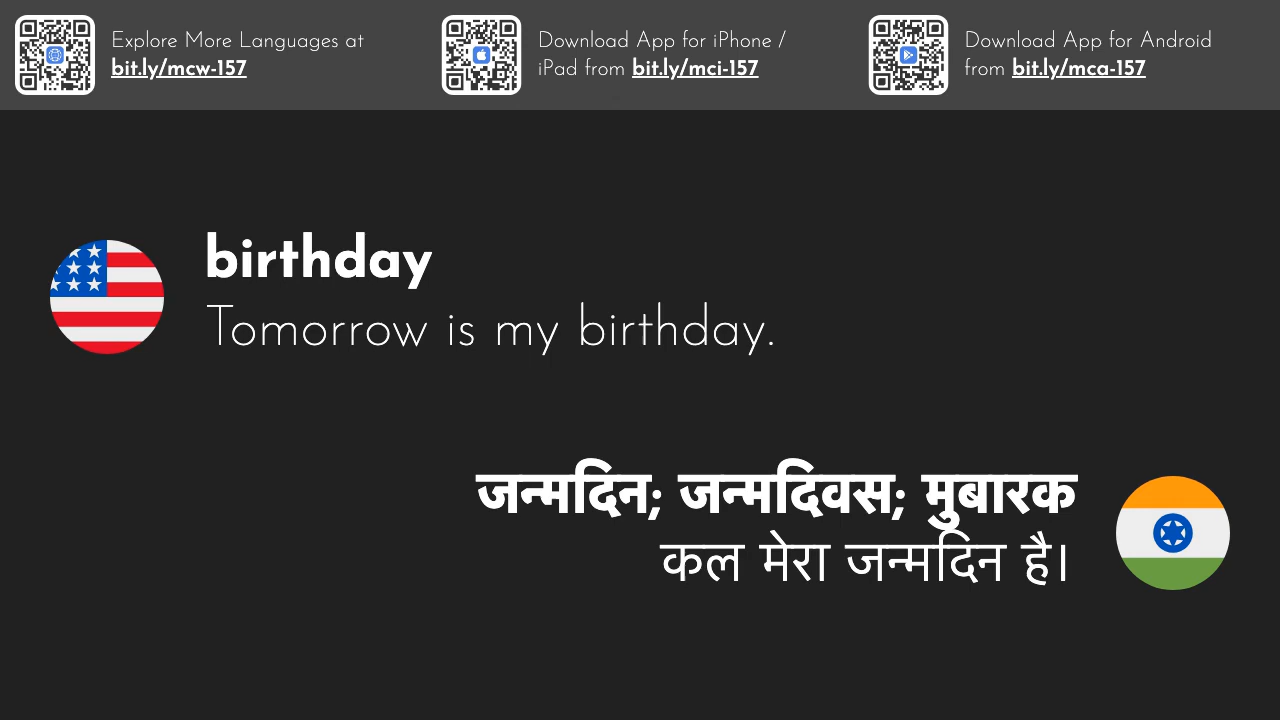 Explore More Languages at
bit.ly/mcw-157
Download App for iPhone /
iPad from bit.ly/mci-157
Download App for Android
from bit.ly/mca-157
birthday
Tomorrow is my birthday.
जन्मदिन; जन्मदिवस; मुबारक
कल मेरा जन्मदिन है।